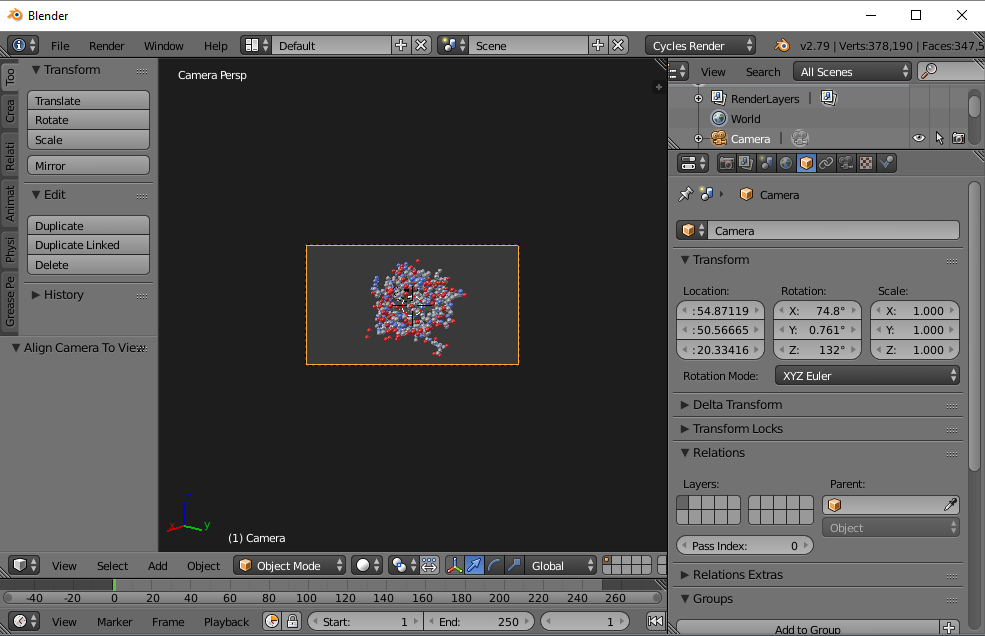 Blender
File Render Window Help Default Scene Cycles Render v2.79 | Verts:378,190 | Faces:347,5
Too
Crea
Relati
Animat
Physi
Grease Pe
Transform
Translate
Rotate
Scale
Mirror
Edit
Duplicate
Duplicate Linked
Delete
History
Align Camera To View
Camera Persp
(1) Camera
x y
View Select Add Object Object Mode Global
-40 -20 0 20 40 60 80 100 120 140 160 180 200 220 240 260
View Marker Frame Playback Start: 1 End: 250 1
View Search All Scenes
RenderLayers |
World
Camera |
Camera
Camera
Transform
Location: Rotation: Scale:
:54.87119 X: 74.8° X: 1.000
:50.56665 Y: 0.761° Y: 1.000
:20.33416 Z: 132° Z: 1.000
Rotation Mode: XYZ Euler
Delta Transform
Transform Locks
Relations
Layers: Parent:
Object
Pass Index: 0
Relations Extras
Groups
Add to Group